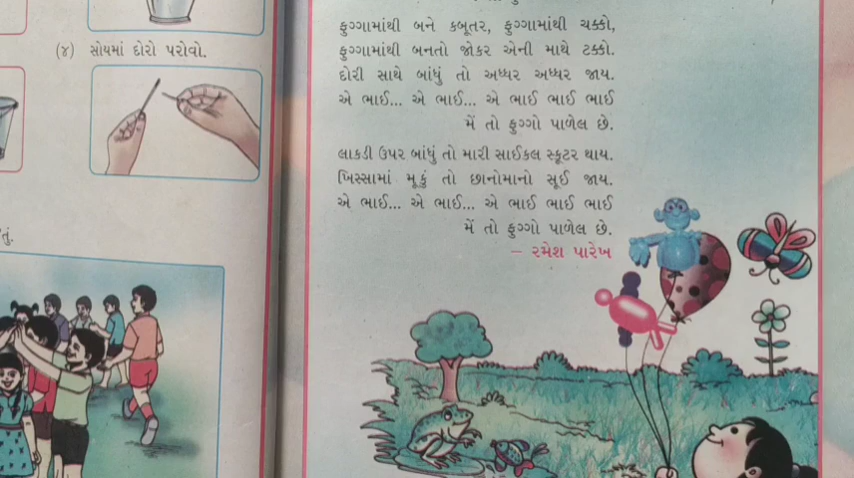 (૪) સોયમાં દોરો પરોવો.
ફુગ્ગામાંથી બને કબૂતર, ફુગ્ગામાંથી ચક્કો,
ફુગ્ગામાંથી બનતો જોકર એની માથે ટક્કો.
દોરી સાથે બાંધું તો અધ્ધર અધ્ધર જાય.
એ ભાઈ... એ ભાઈ... એ ભાઈ ભાઈ ભાઈ
મેં તો ફુગ્ગો પાળેલ છે.
લાકડી ઉપર બાંધું તો મારી સાઈકલ સ્કૂટર થાય.
ખિસ્સામાં મૂકું તો છાનોમાનો સૂઈ જાય.
એ ભાઈ... એ ભાઈ... એ ભાઈ ભાઈ ભાઈ
મેં તો ફુગ્ગો પાળેલ છે.
– રમેશ પારેખ